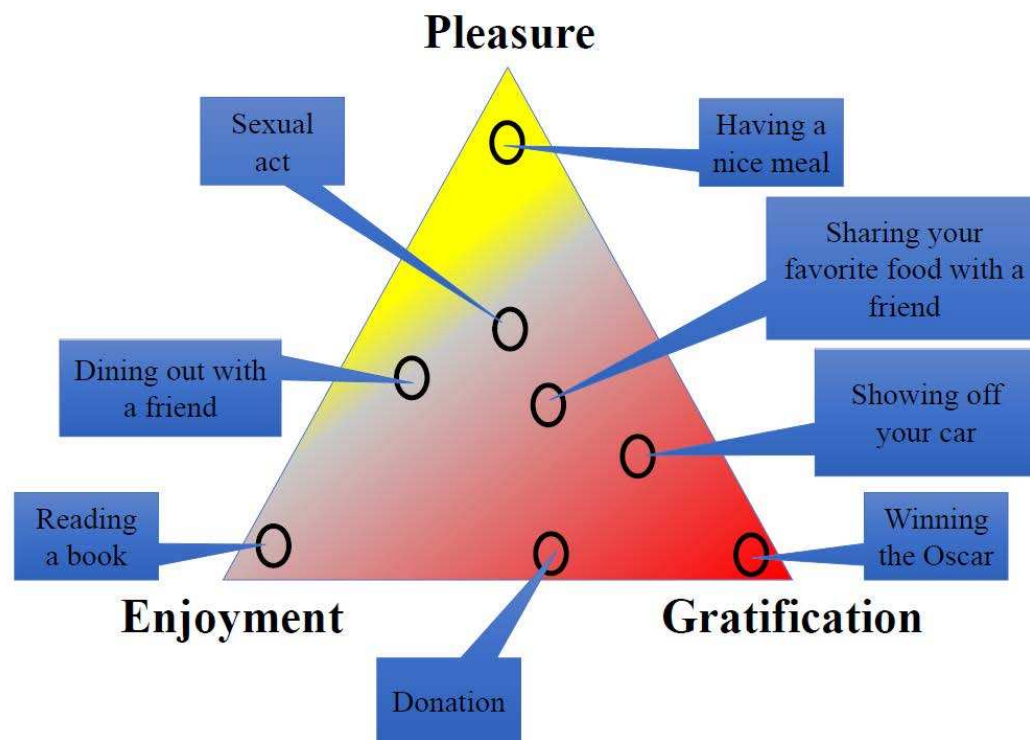 Pleasure
Sexual
act
Having a
nice meal
Sharing your
favorite food with a
friend
Dining out with
a friend
Showing off
your car
Reading
a book
Winning
the Oscar
Enjoyment
Gratification
Donation